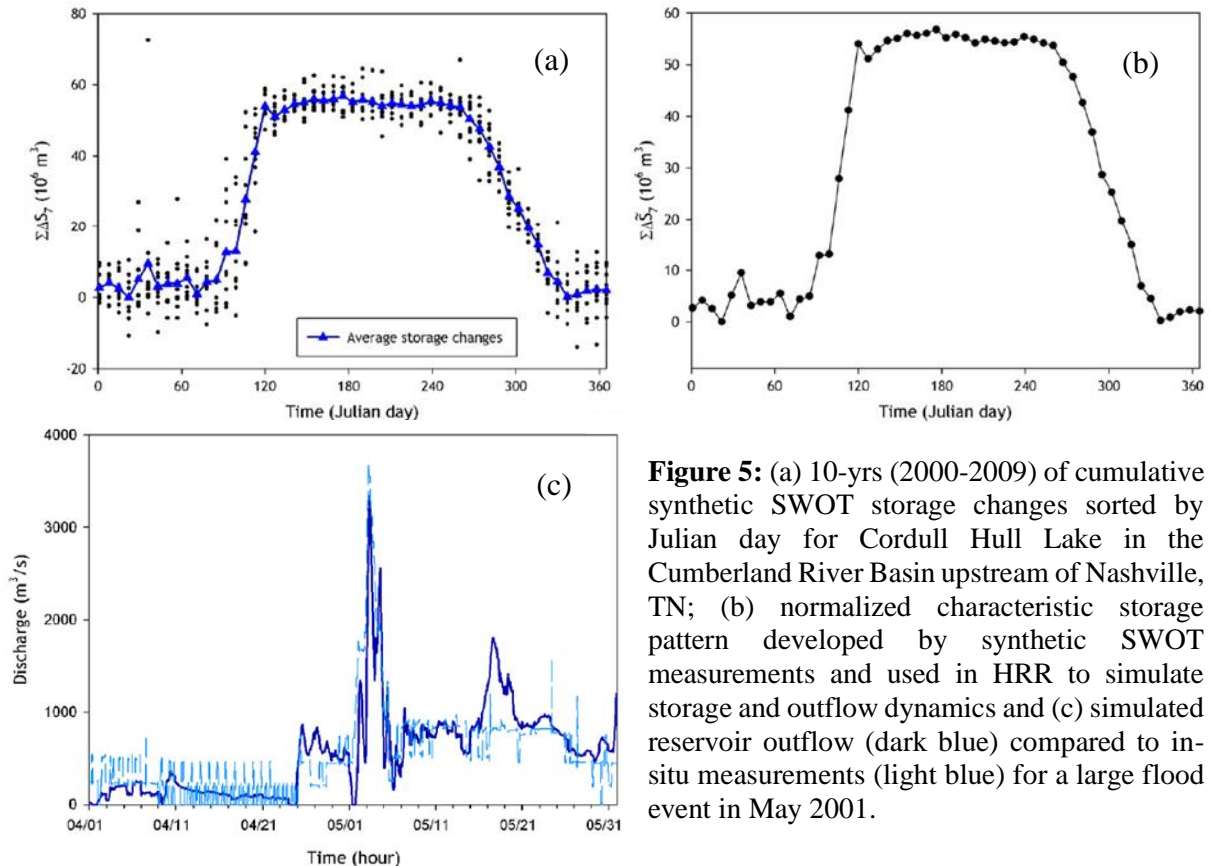 80
60
40
20
0
-20
ΣΔS₇ (10⁶ m³)
(a)
Average storage changes
0 60 120 180 240 300 365
Time (Julian day)
60
50
40
30
20
10
0
ΣΔS̃₇ (10⁶ m³)
(b)
0 60 120 180 240 300 365
Time (Julian day)
4000
3000
2000
1000
0
Discharge (m³/s)
(c)
04/01 04/11 04/21 05/01 05/11 05/21 05/31
Time (hour)
Figure 5: (a) 10-yrs (2000-2009) of cumulative
synthetic SWOT storage changes sorted by
Julian day for Cordull Hull Lake in the
Cumberland River Basin upstream of Nashville,
TN; (b) normalized characteristic storage
pattern developed by synthetic SWOT
measurements and used in HRR to simulate
storage and outflow dynamics and (c) simulated
reservoir outflow (dark blue) compared to in-
situ measurements (light blue) for a large flood
event in May 2001.